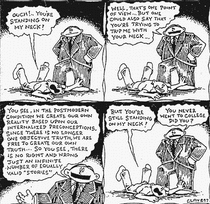 OUCH!.. YOU'RE
STANDING ON
MY NECK!
WELL, THAT'S ONE POINT
OF VIEW... BUT ONE
COULD ALSO SAY THAT
YOU'RE TRYING TO
TRIP ME WITH
YOUR NECK...
YOU SEE, IN THE POSTMODERN
CONDITION WE CREATE OUR OWN
REALITY BASED UPON OUR
INTERNALIZED PRECONCEPTIONS,
SINCE THERE IS NO LONGER
ONE OBJECTIVE TRUTH, WE ARE
FREE TO CREATE OUR OWN
TRUTH... SO YOU SEE, THERE
IS NO RIGHT AND WRONG
JUST AN INFINITE
NUMBER OF EQUALLY
VALID "STORIES"...
BUT YOU'RE
STILL STANDING
ON MY NECK!
YOU NEVER
WENT TO COLLEGE
DID YOU?